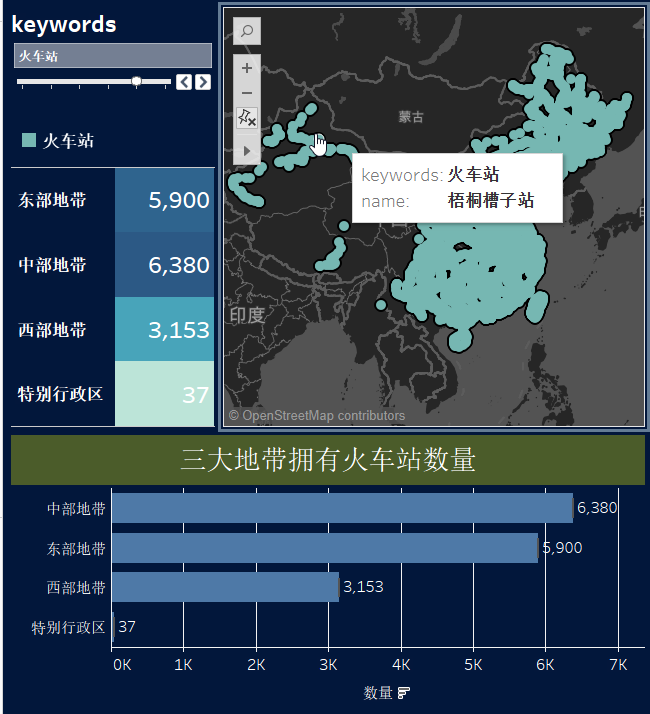 keywords
火车站
火车站
东部地带 5,900
中部地带 6,380
西部地带 3,153
特别行政区 37
蒙古
keywords: 火车站
name: 梧桐槽子站
印度
© OpenStreetMap contributors
三大地带拥有火车站数量
中部地带 6,380
东部地带 5,900
西部地带 3,153
特别行政区 37
0K 1K 2K 3K 4K 5K 6K 7K
数量